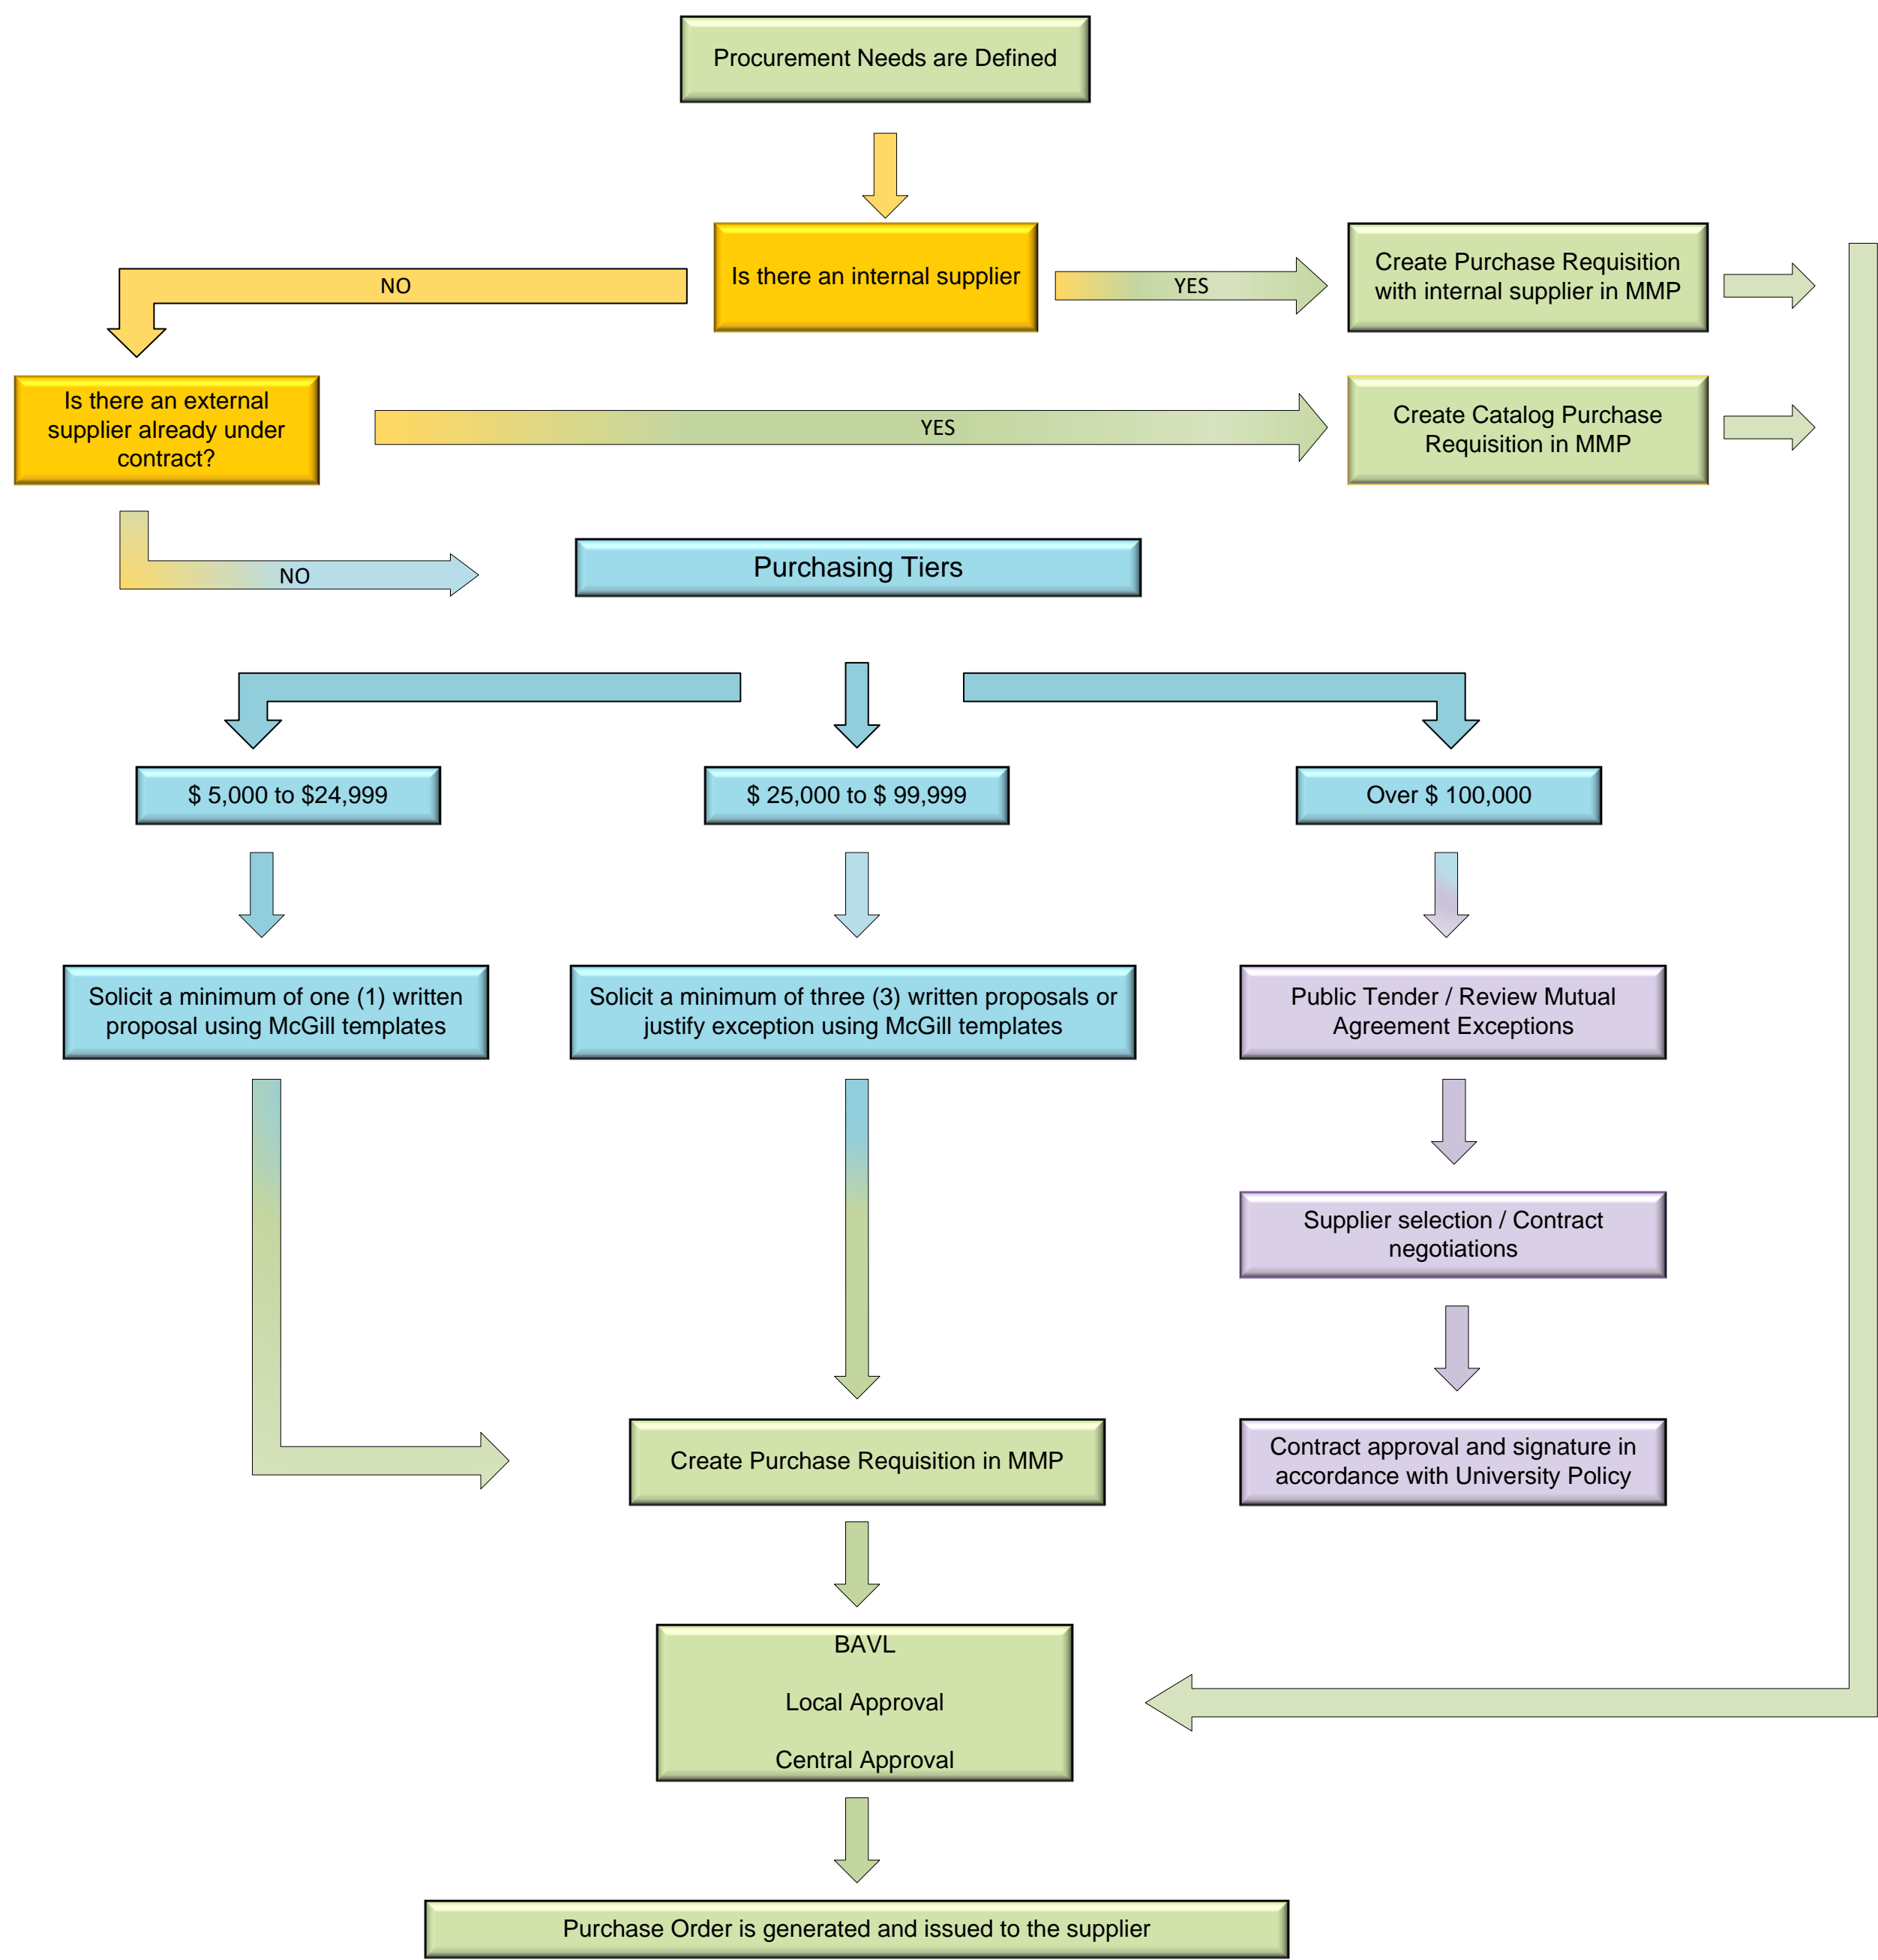 Procurement Needs are Defined
NO
Is there an internal supplier
YES
Create Purchase Requisition
with internal supplier in MMP
Is there an external
supplier already under
contract?
YES
Create Catalog Purchase
Requisition in MMP
NO
Purchasing Tiers
$ 5,000 to $24,999
$ 25,000 to $ 99,999
Over $ 100,000
Solicit a minimum of one (1) written
proposal using McGill templates
Solicit a minimum of three (3) written proposals or
justify exception using McGill templates
Public Tender / Review Mutual
Agreement Exceptions
Supplier selection / Contract
negotiations
Create Purchase Requisition in MMP
Contract approval and signature in
accordance with University Policy
BAVL
Local Approval
Central Approval
Purchase Order is generated and issued to the supplier